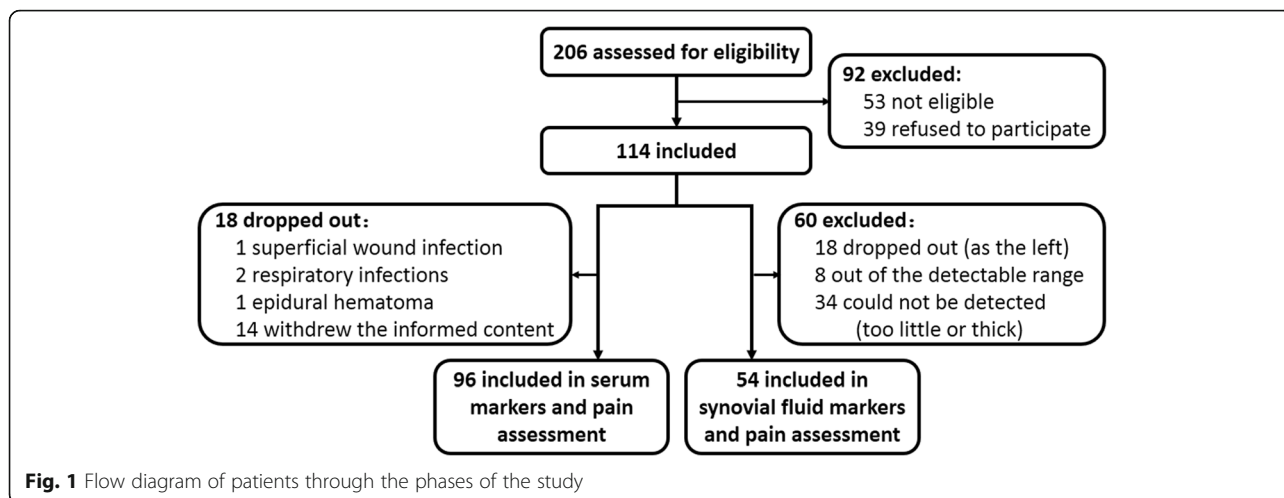 206 assessed for eligibility
92 excluded:
53 not eligible
39 refused to participate
114 included
18 dropped out：
1 superficial wound infection
2 respiratory infections
1 epidural hematoma
14 withdrew the informed content
60 excluded：
18 dropped out (as the left)
8 out of the detectable range
34 could not be detected
(too little or thick)
96 included in serum
markers and pain
assessment
54 included in
synovial fluid markers
and pain assessment
Fig. 1 Flow diagram of patients through the phases of the study